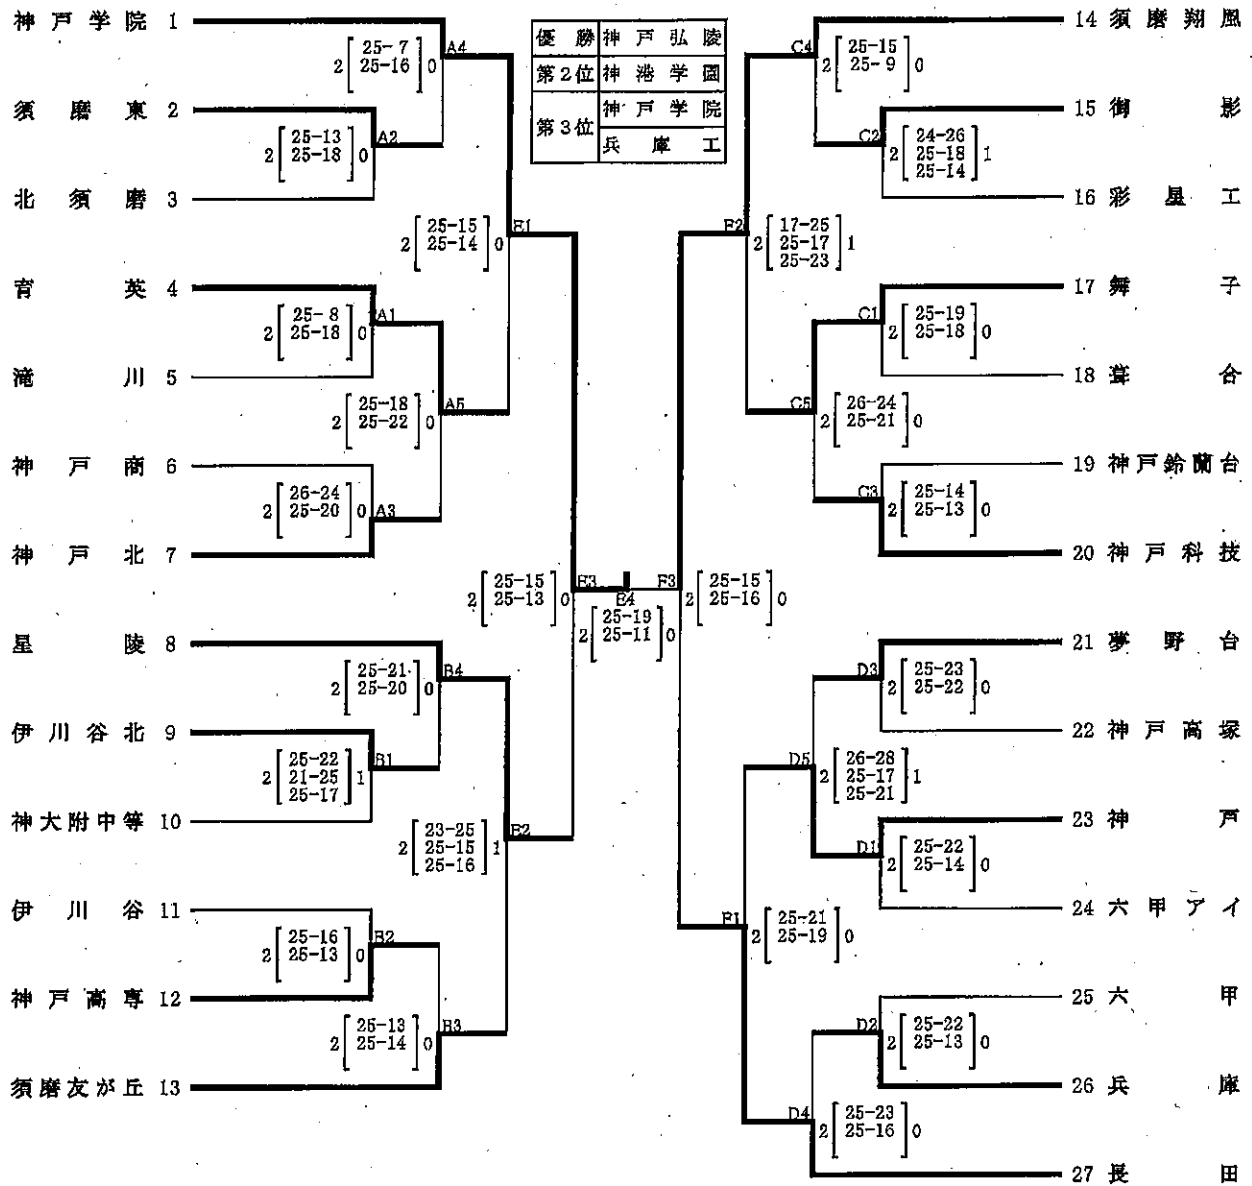 優勝 神戸弘陵
第2位 神港学園
第3位 神戸学院
兵庫工
神戸学院 1
須磨東 2
北須磨 3
育英 4
滝川 5
神戸商 6
神戸北 7
星陵 8
伊川谷北 9
神大附中等 10
伊川谷 11
神戸高専 12
須磨友が丘 13
A4
2 [25-7 25-16] 0
A2
2 [25-13 25-18] 0
E1
2 [25-15 25-14] 0
A1
2 [25-8 25-18] 0
A5
2 [25-18 25-22] 0
A3
2 [26-24 25-20] 0
E3
2 [25-15 25-13] 0
B4
2 [25-21 25-20] 0
B1
2 [25-22 21-25 25-17] 1
E2
2 [23-25 25-15 25-16] 1
B2
2 [25-16 25-13] 0
B3
2 [25-13 25-14] 0
E4
2 [25-19 25-11] 0
14 須磨翔風
15 御影
16 彩星工
17 舞子
18 葺合
19 神戸鈴蘭台
20 神戸科技
21 夢野台
22 神戸高塚
23 神戸
24 六甲アイ
25 六甲
26 兵庫
27 長田
C4
2 [25-15 25-9] 0
C2
2 [24-26 25-18 25-14] 1
F2
2 [17-25 25-17 25-23] 1
C1
2 [25-19 25-18] 0
C5
2 [26-24 25-21] 0
C3
2 [25-14 25-13] 0
F3
2 [25-15 25-16] 0
D3
2 [25-23 25-22] 0
D5
2 [26-28 25-17 25-21] 1
D1
2 [25-22 25-14] 0
F1
2 [25-21 25-19] 0
D2
2 [25-22 25-13] 0
D4
2 [25-23 25-16] 0